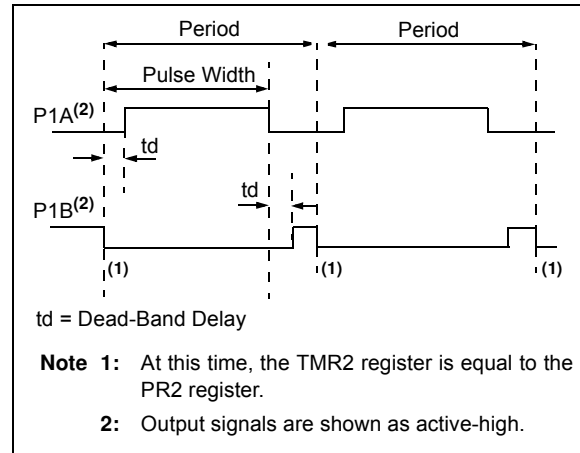 Period Period
Pulse Width
P1A(2)
td
td
P1B(2)
(1) (1) (1)
td = Dead-Band Delay
Note 1: At this time, the TMR2 register is equal to the
PR2 register.
2: Output signals are shown as active-high.